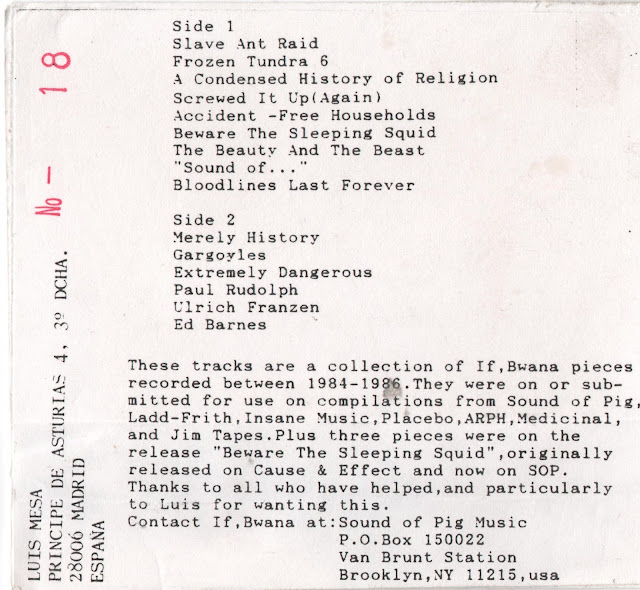 Side 1
Slave Ant Raid
Frozen Tundra 6
A Condensed History of Religion
Screwed It Up(Again)
Accident -Free Households
Beware The Sleeping Squid
The Beauty And The Beast
"Sound of..."
Bloodlines Last Forever
Side 2
Merely History
Gargoyles
Extremely Dangerous
Paul Rudolph
Ulrich Franzen
Ed Barnes
These tracks are a collection of If,Bwana pieces
recorded between 1984-1986.They were on or sub-
mitted for use on compilations from Sound of Pig,
Ladd-Frith,Insane Music,Placebo,ARPH,Medicinal,
and Jim Tapes.Plus three pieces were on the
release "Beware The Sleeping Squid",originally
released on Cause & Effect and now on SOP.
Thanks to all who have helped,and particularly
to Luis for wanting this.
Contact If,Bwana at:Sound of Pig Music
P.O.Box 150022
Van Brunt Station
Brooklyn,NY 11215,usa
No — 18
LUIS MESA
PRINCIPE DE ASTURIAS 4, 3º DCHA.
28006 MADRID
ESPAÑA